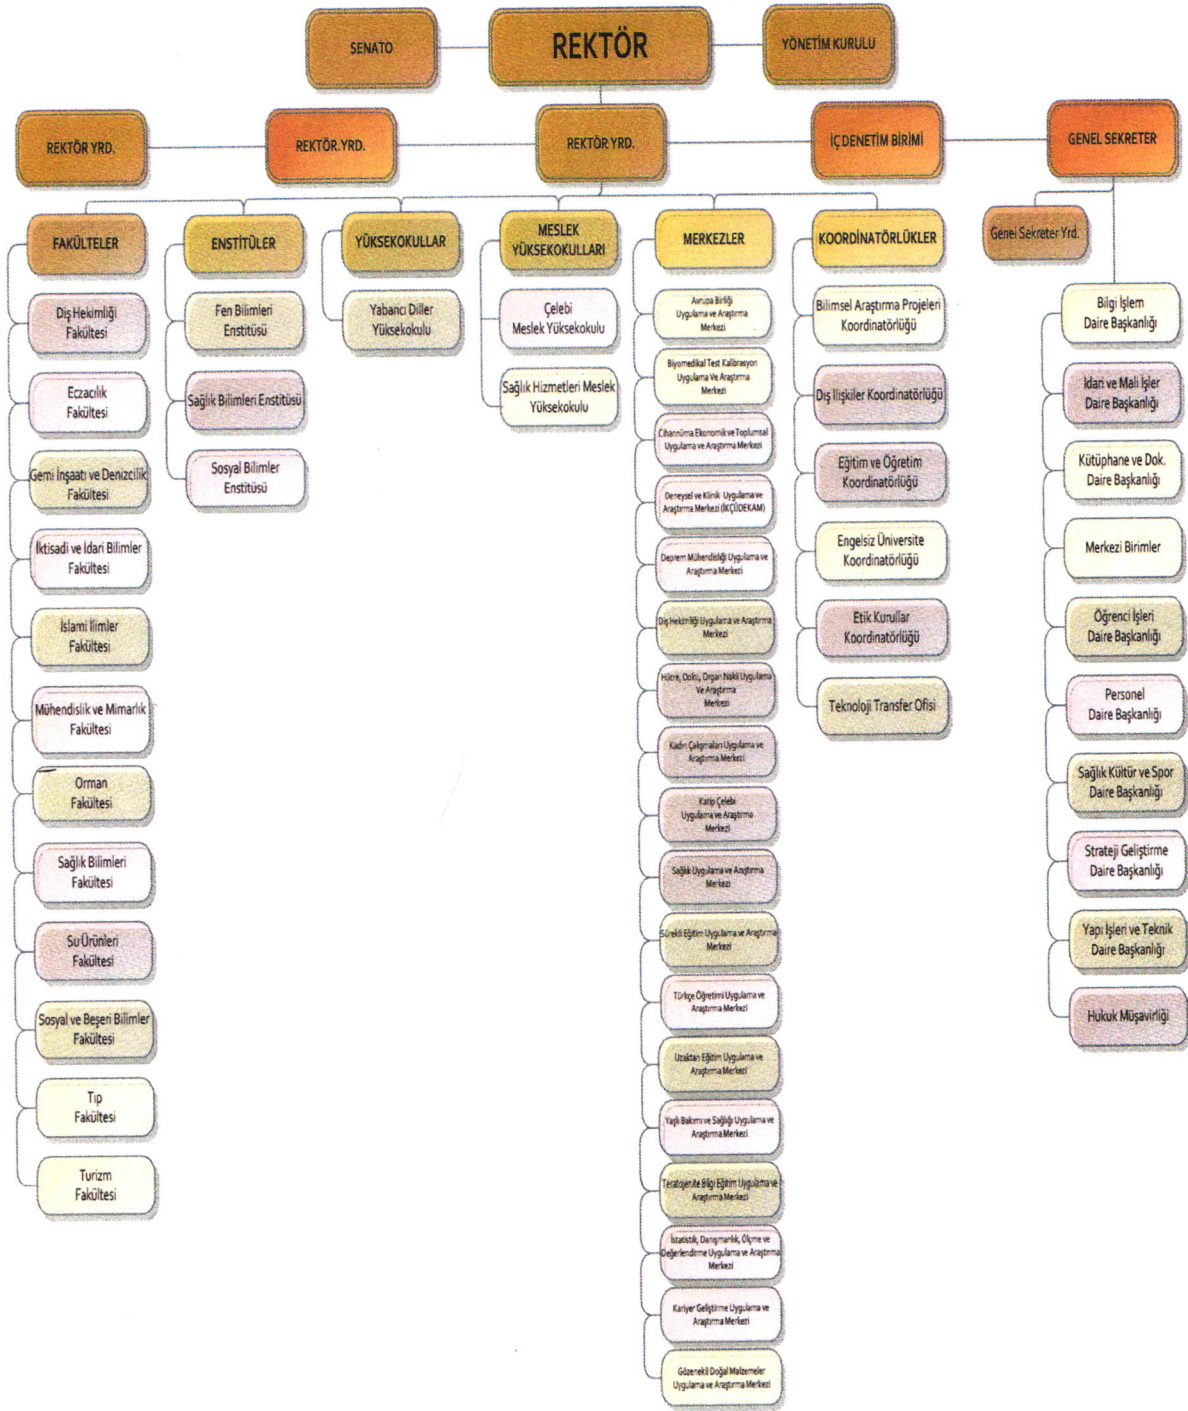 SENATO
REKTÖR
YÖNETİM KURULU
REKTÖR YRD.
REKTÖR.YRD.
REKTÖR YRD.
İÇ DENETİM BİRİMİ
GENEL SEKRETER
FAKÜLTELER
Diş Hekimliği
Fakültesi
Eczacılık
Fakültesi
Gemi İnşaatı ve Denizcilik
Fakültesi
İktisadi ve İdari Bilimler
Fakültesi
İslami İlimler
Fakültesi
Mühendislik ve Mimarlık
Fakültesi
Orman
Fakültesi
Sağlık Bilimleri
Fakültesi
Su Ürünleri
Fakültesi
Sosyal ve Beşeri Bilimler
Fakültesi
Tıp
Fakültesi
Turizm
Fakültesi
ENSTİTÜLER
Fen Bilimleri
Enstitüsü
Sağlık Bilimleri Enstitüsü
Sosyal Bilimler
Enstitüsü
YÜKSEKOKULLAR
Yabancı Diller
Yüksekokulu
MESLEK
YÜKSEKOKULLARI
Çelebi
Meslek Yüksekokulu
Sağlık Hizmetleri Meslek
Yüksekokulu
MERKEZLER
Avrupa Birliği
Uygulama ve Araştırma
Merkezi
Biyomedikal Test Kalibrasyon
Uygulama Ve Araştırma
Merkezi
Cihannüma Ekonomik ve Toplumsal
Uygulama ve Araştırma Merkezi
Deneysel ve Klinik Uygulama ve
Araştırma Merkezi (İKÇÜDEKAM)
Deprem Mühendisliği Uygulama ve
Araştırma Merkezi
Diş Hekimliği Uygulama ve Araştırma
Merkezi
Hücre, Doku, Organ Nakli Uygulama
Ve Araştırma
Merkezi
Kadın Çalışmaları Uygulama ve
Araştırma Merkezi
Katip Çelebi
Uygulama ve Araştırma
Merkezi
Sağlık Uygulama ve Araştırma
Merkezi
Sürekli Eğitim Uygulama ve Araştırma
Merkezi
Türkçe Öğretimi Uygulama ve
Araştırma Merkezi
Uzaktan Eğitim Uygulama ve
Araştırma Merkezi
Yaşlı Bakımı ve Sağlığı Uygulama ve
Araştırma Merkezi
Teratojenite Bilgi Eğitim Uygulama ve
Araştırma Merkezi
İstatistik, Danışmanlık, Ölçme ve
Değerlendirme Uygulama ve Araştırma
Merkezi
Kariyer Geliştirme Uygulama ve
Araştırma Merkezi
Gözenekli Doğal Malzemeler
Uygulama ve Araştırma Merkezi
KOORDİNATÖRLÜKLER
Bilimsel Araştırma Projeleri
Koordinatörlüğü
Dış İlişkiler Koordinatörlüğü
Eğitim ve Öğretim
Koordinatörlüğü
Engelsiz Üniversite
Koordinatörlüğü
Etik Kurullar
Koordinatörlüğü
Teknoloji Transfer Ofisi
Genel Sekreter Yrd.
Bilgi İşlem
Daire Başkanlığı
İdari ve Mali İşler
Daire Başkanlığı
Kütüphane ve Dok.
Daire Başkanlığı
Merkezi Birimler
Öğrenci İşleri
Daire Başkanlığı
Personel
Daire Başkanlığı
Sağlık Kültür ve Spor
Daire Başkanlığı
Strateji Geliştirme
Daire Başkanlığı
Yapı İşleri ve Teknik
Daire Başkanlığı
Hukuk Müşavirliği